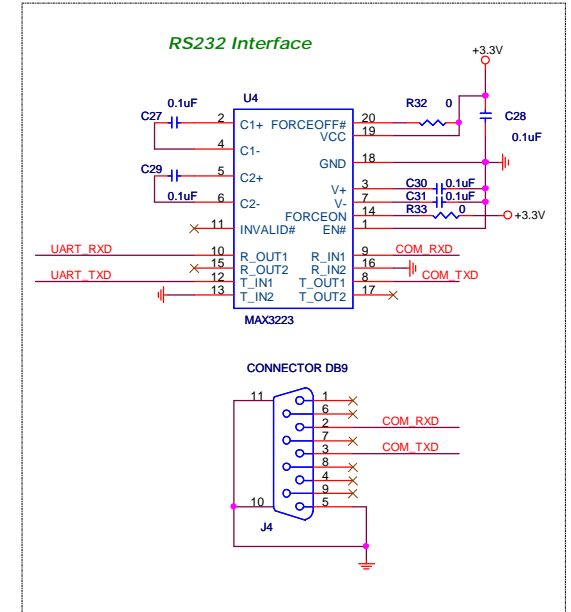 RS232 Interface
+3.3V
U4
R32 0
C27
0.1uF
C28
0.1uF
2 C1+ FORCEOFF# 20
VCC 19
4 C1-
GND 18
C29
5 C2+
0.1uF
6 C2-
V+ 3 C30 0.1uF
V- 7 C31 0.1uF
FORCEON 14 R33 0 +3.3V
11 INVALID# EN# 1
UART_RXD 10 R_OUT1 R_IN1 9 COM_RXD
15 R_OUT2 R_IN2 16
UART_TXD 12 T_IN1 T_OUT1 8 COM_TXD
13 T_IN2 T_OUT2 17
MAX3223
CONNECTOR DB9
11 1
6
2 COM_RXD
7
3 COM_TXD
8
4
9
10 5
J4